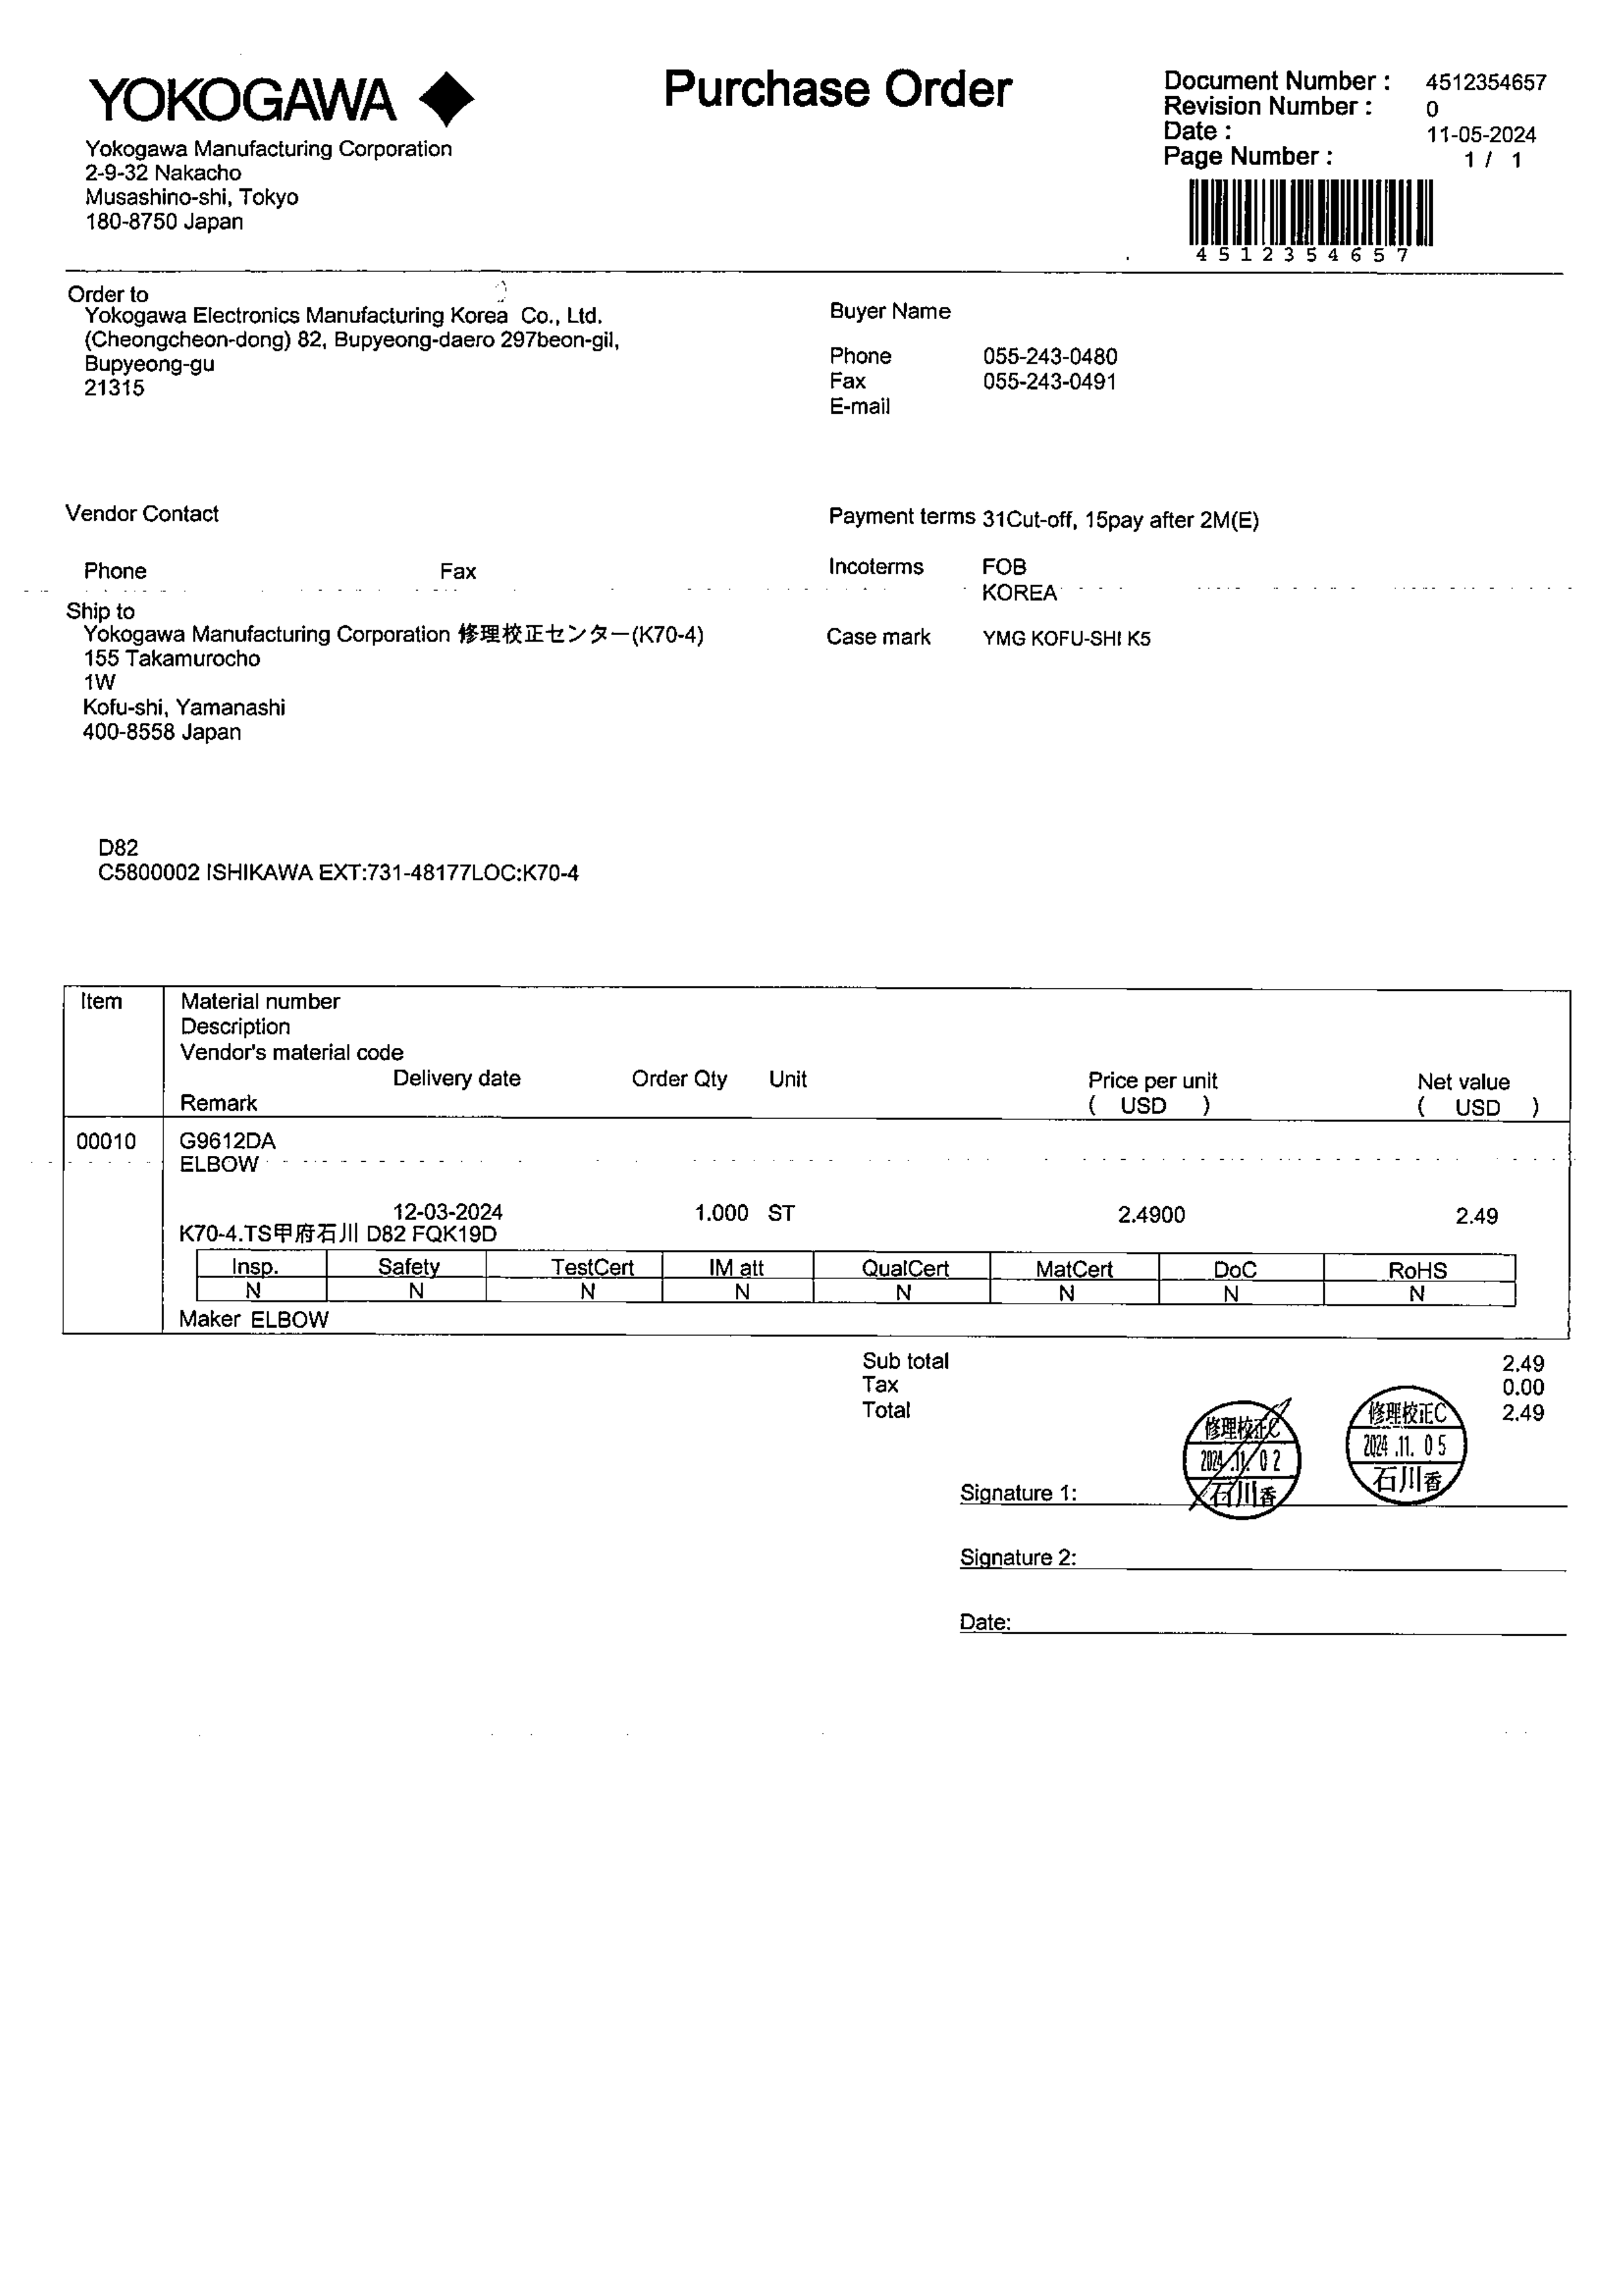 YOKOGAWA
Purchase Order
Document Number : 4512354657
Revision Number : 0
Date : 11-05-2024
Page Number : 1 / 1
4512354657
Yokogawa Manufacturing Corporation
2-9-32 Nakacho
Musashino-shi, Tokyo
180-8750 Japan
Order to
Yokogawa Electronics Manufacturing Korea Co., Ltd.
(Cheongcheon-dong) 82, Bupyeong-daero 297beon-gil,
Bupyeong-gu
21315
Buyer Name
Phone 055-243-0480
Fax 055-243-0491
E-mail
Vendor Contact
Phone Fax
Payment terms 31Cut-off, 15pay after 2M(E)
Incoterms FOB
KOREA
Ship to
Yokogawa Manufacturing Corporation 修理校正センター(K70-4)
155 Takamurocho
1W
Kofu-shi, Yamanashi
400-8558 Japan
Case mark YMG KOFU-SHI K5
D82
C5800002 ISHIKAWA EXT:731-48177LOC:K70-4
Item Material number
Description
Vendor's material code
Delivery date Order Qty Unit Price per unit Net value
Remark ( USD ) ( USD )
00010 G9612DA
ELBOW
12-03-2024 1.000 ST 2.4900 2.49
K70-4.TS甲府石川 D82 FQK19D
Insp. Safety TestCert IM att QualCert MatCert DoC RoHS
N N N N N N N N
Maker ELBOW
Sub total 2.49
Tax 0.00
Total 2.49
修理校正C
2024.11.02
石川香
修理校正C
2024.11.05
石川香
Signature 1:
Signature 2:
Date: